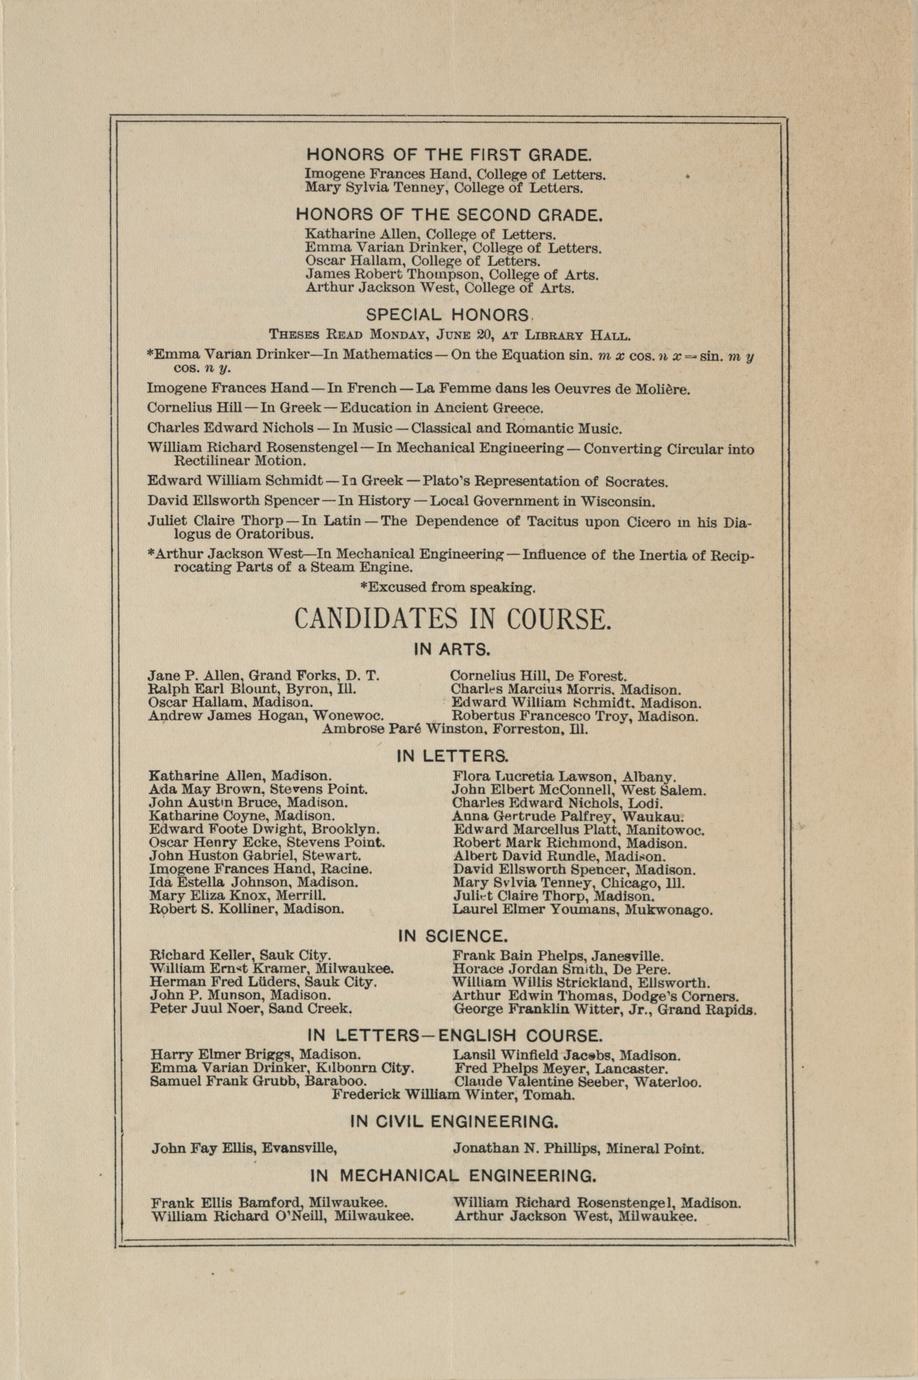 HONORS OF THE FIRST GRADE.
Imogene Frances Hand, College of Letters.
Mary Sylvia Tenney, College of Letters.
HONORS OF THE SECOND GRADE.
Katharine Allen, College of Letters.
Emma Varian Drinker, College of Letters.
Oscar Hallam, College of Letters.
James Robert Thompson, College of Arts.
Arthur Jackson West, College of Arts.
SPECIAL HONORS.
THESES READ MONDAY, JUNE 20, AT LIBRARY HALL.
*Emma Varian Drinker—In Mathematics—On the Equation sin. m x cos. n x = sin. m y
cos. n y.
Imogene Frances Hand—In French—La Femme dans les Oeuvres de Molière.
Cornelius Hill—In Greek—Education in Ancient Greece.
Charles Edward Nichols—In Music—Classical and Romantic Music.
William Richard Rosenstengel—In Mechanical Engineering—Converting Circular into
Rectilinear Motion.
Edward William Schmidt—In Greek—Plato's Representation of Socrates.
David Ellsworth Spencer—In History—Local Government in Wisconsin.
Juliet Claire Thorp—In Latin—The Dependence of Tacitus upon Cicero in his Dia-
logus de Oratoribus.
*Arthur Jackson West—In Mechanical Engineering—Influence of the Inertia of Recip-
rocating Parts of a Steam Engine.
*Excused from speaking.
CANDIDATES IN COURSE.
IN ARTS.
Jane P. Allen, Grand Forks, D. T. Cornelius Hill, De Forest.
Ralph Earl Blount, Byron, Ill. Charles Marcius Morris, Madison.
Oscar Hallam, Madison. Edward William Schmidt, Madison.
Andrew James Hogan, Wonewoc. Robertus Francesco Troy, Madison.
Ambrose Paré Winston, Forreston, Ill.
IN LETTERS.
Katharine Allen, Madison. Flora Lucretia Lawson, Albany.
Ada May Brown, Stevens Point. John Elbert McConnell, West Salem.
John Austin Bruce, Madison. Charles Edward Nichols, Lodi.
Katharine Coyne, Madison. Anna Gertrude Palfrey, Waukau.
Edward Foote Dwight, Brooklyn. Edward Marcellus Platt, Manitowoc.
Oscar Henry Ecke, Stevens Point. Robert Mark Richmond, Madison.
John Huston Gabriel, Stewart. Albert David Rundle, Madison.
Imogene Frances Hand, Racine. David Ellsworth Spencer, Madison.
Ida Estella Johnson, Madison. Mary Sylvia Tenney, Chicago, Ill.
Mary Eliza Knox, Merrill. Juliet Claire Thorp, Madison.
Robert S. Kolliner, Madison. Laurel Elmer Youmans, Mukwonago.
IN SCIENCE.
Richard Keller, Sauk City. Frank Bain Phelps, Janesville.
William Ernst Kramer, Milwaukee. Horace Jordan Smith, De Pere.
Herman Fred Lüders, Sauk City. William Willis Strickland, Ellsworth.
John P. Munson, Madison. Arthur Edwin Thomas, Dodge's Corners.
Peter Juul Noer, Sand Creek. George Franklin Witter, Jr., Grand Rapids.
IN LETTERS—ENGLISH COURSE.
Harry Elmer Briggs, Madison. Lansil Winfield Jacobs, Madison.
Emma Varian Drinker, Kilbonrn City. Fred Phelps Meyer, Lancaster.
Samuel Frank Grubb, Baraboo. Claude Valentine Seeber, Waterloo.
Frederick William Winter, Tomah.
IN CIVIL ENGINEERING.
John Fay Ellis, Evansville, Jonathan N. Phillips, Mineral Point.
IN MECHANICAL ENGINEERING.
Frank Ellis Bamford, Milwaukee. William Richard Rosenstengel, Madison.
William Richard O'Neill, Milwaukee. Arthur Jackson West, Milwaukee.